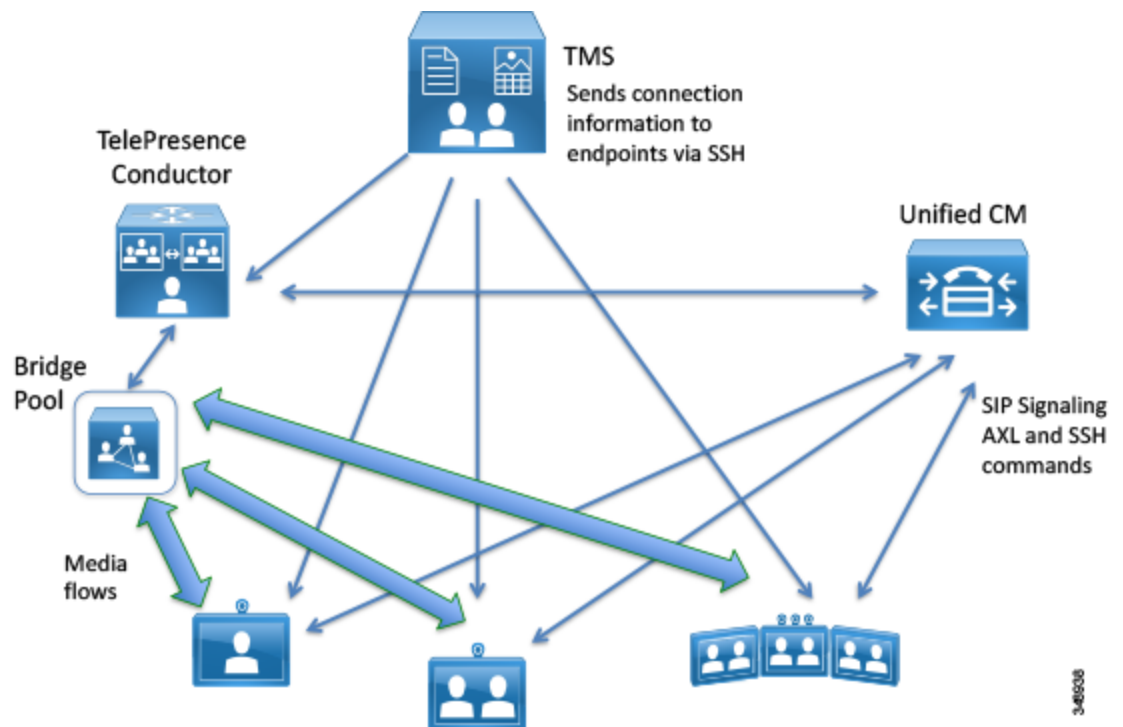 TMS
Sends connection
information to
endpoints via SSH
TelePresence
Conductor
Unified CM
Bridge
Pool
SIP Signaling
AXL and SSH
commands
Media
flows
348938